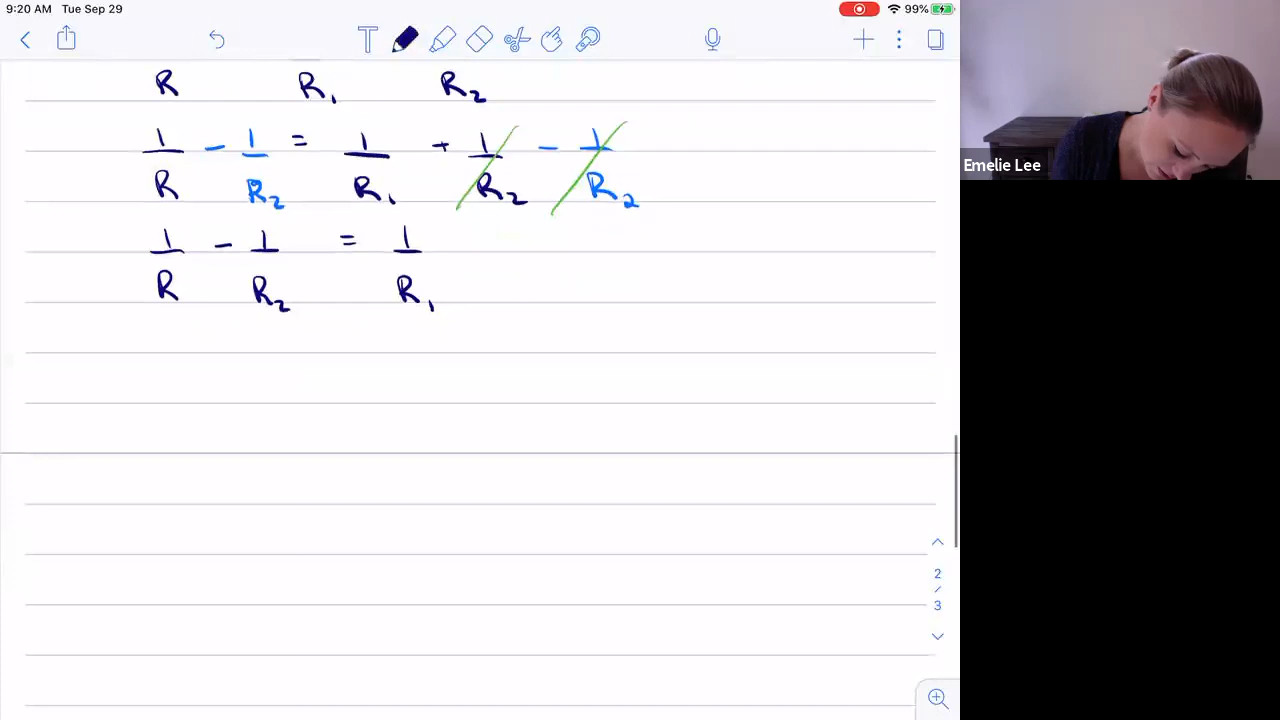 9:20 AM Tue Sep 29 99%
T
R R₁ R₂
1/R - 1/R₂ = 1/R₁ + 1/R₂ - 1/R₂
1/R - 1/R₂ = 1/R₁
2
/
3
Emelie Lee